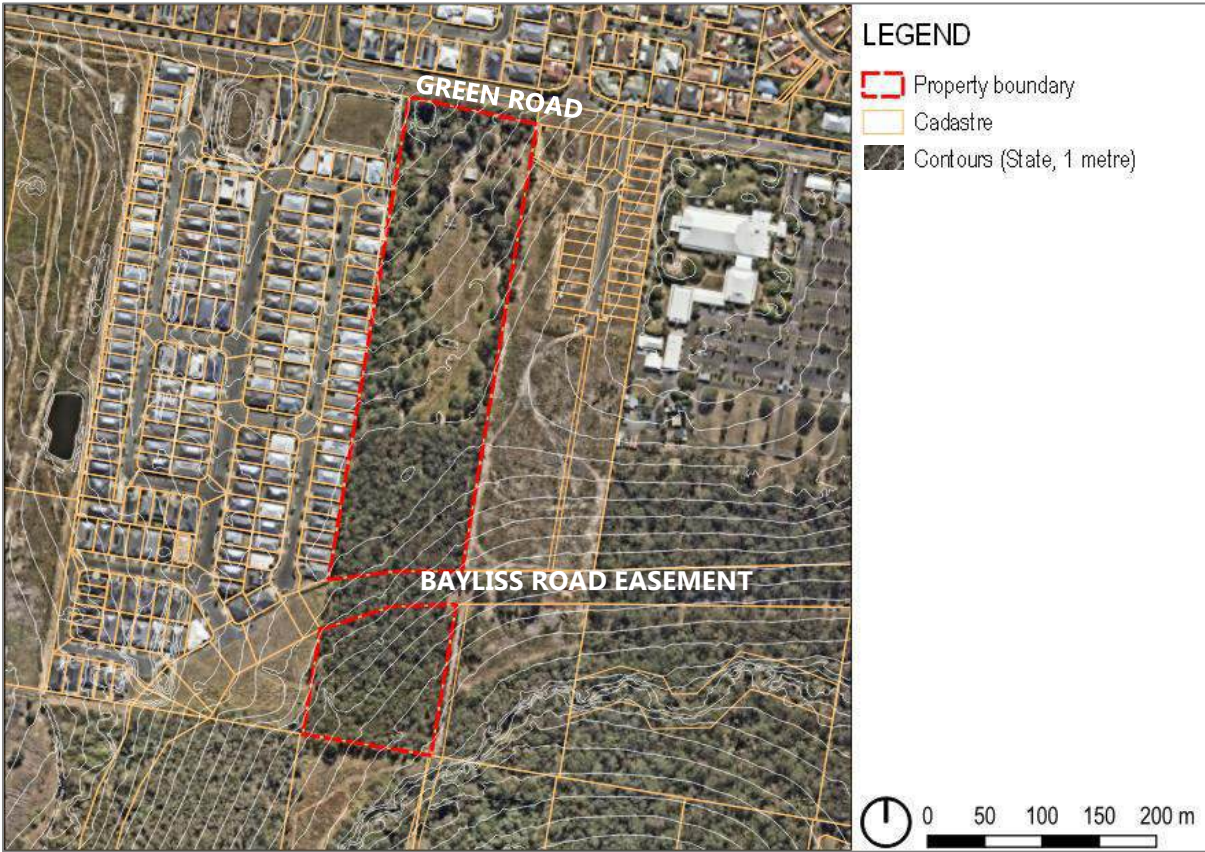 GREEN ROAD
BAYLISS ROAD EASEMENT
LEGEND
Property boundary
Cadastre
Contours (State, 1 metre)
0 50 100 150 200 m